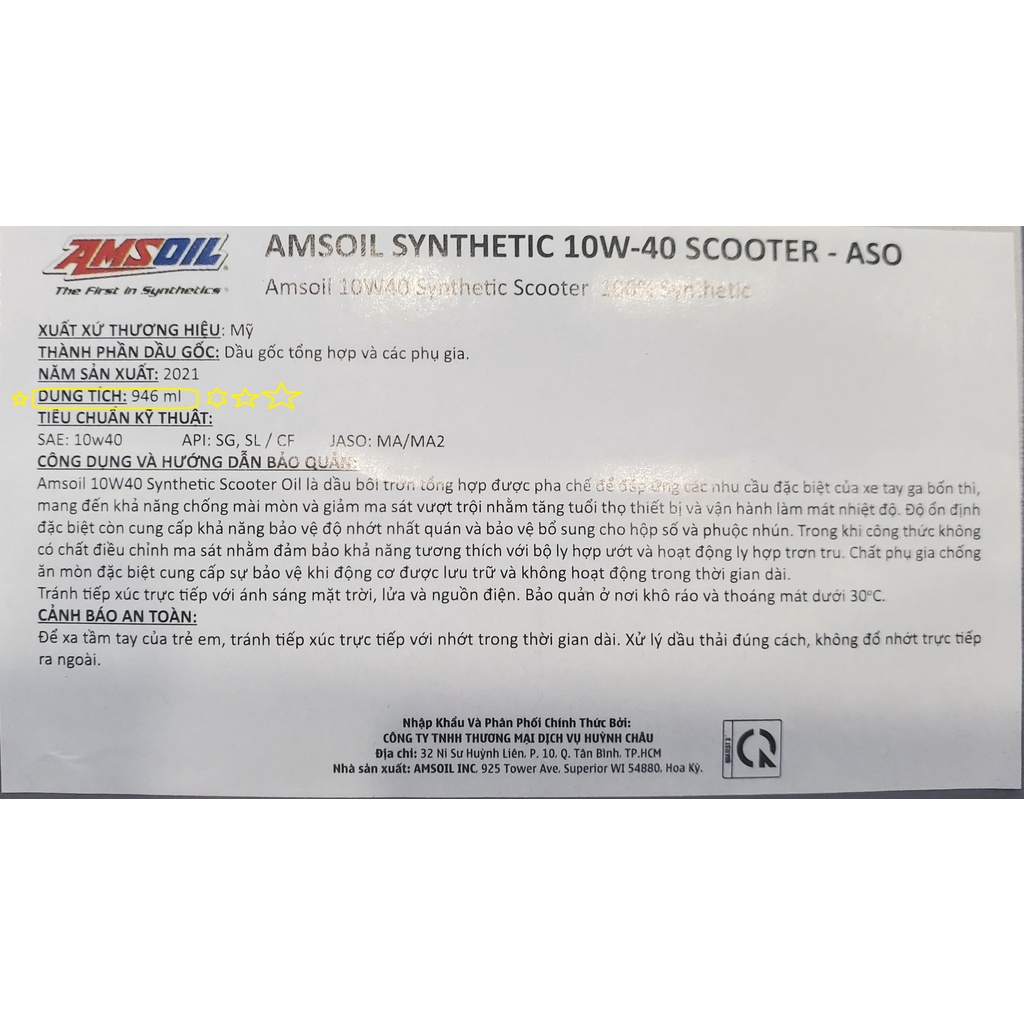 AMSOIL
The First in Synthetics®
AMSOIL SYNTHETIC 10W-40 SCOOTER - ASO
Amsoil 10W40 Synthetic Scooter 100% Synthetic
XUẤT XỨ THƯƠNG HIỆU: Mỹ
THÀNH PHẦN DẦU GỐC: Dầu gốc tổng hợp và các phụ gia.
NĂM SẢN XUẤT: 2021
DUNG TÍCH: 946 ml
TIÊU CHUẨN KỸ THUẬT:
SAE: 10w40 API: SG, SL / CF JASO: MA/MA2
CÔNG DỤNG VÀ HƯỚNG DẪN BẢO QUẢN:
Amsoil 10W40 Synthetic Scooter Oil là dầu bôi trơn tổng hợp được pha chế để đáp ứng các nhu cầu đặc biệt của xe tay ga bốn thì,
mang đến khả năng chống mài mòn và giảm ma sát vượt trội nhằm tăng tuổi thọ thiết bị và vận hành làm mát nhiệt độ. Độ ổn định
đặc biệt còn cung cấp khả năng bảo vệ độ nhớt nhất quán và bảo vệ bổ sung cho hộp số và phuộc nhún. Trong khi công thức không
có chất điều chỉnh ma sát nhằm đảm bảo khả năng tương thích với bộ ly hợp ướt và hoạt động ly hợp trơn tru. Chất phụ gia chống
ăn mòn đặc biệt cung cấp sự bảo vệ khi động cơ được lưu trữ và không hoạt động trong thời gian dài.
Tránh tiếp xúc trực tiếp với ánh sáng mặt trời, lửa và nguồn điện. Bảo quản ở nơi khô ráo và thoáng mát dưới 30°C.
CẢNH BÁO AN TOÀN:
Để xa tầm tay của trẻ em, tránh tiếp xúc trực tiếp với nhớt trong thời gian dài. Xử lý dầu thải đúng cách, không đổ nhớt trực tiếp
ra ngoài.
Nhập Khẩu Và Phân Phối Chính Thức Bởi:
CÔNG TY TNHH THƯƠNG MẠI DỊCH VỤ HUỲNH CHÂU
Địa chỉ: 32 Ni Sư Huỳnh Liên, P. 10, Q. Tân Bình, TP.HCM
Nhà sản xuất: AMSOIL INC, 925 Tower Ave, Superior WI 54880, Hoa Kỳ.